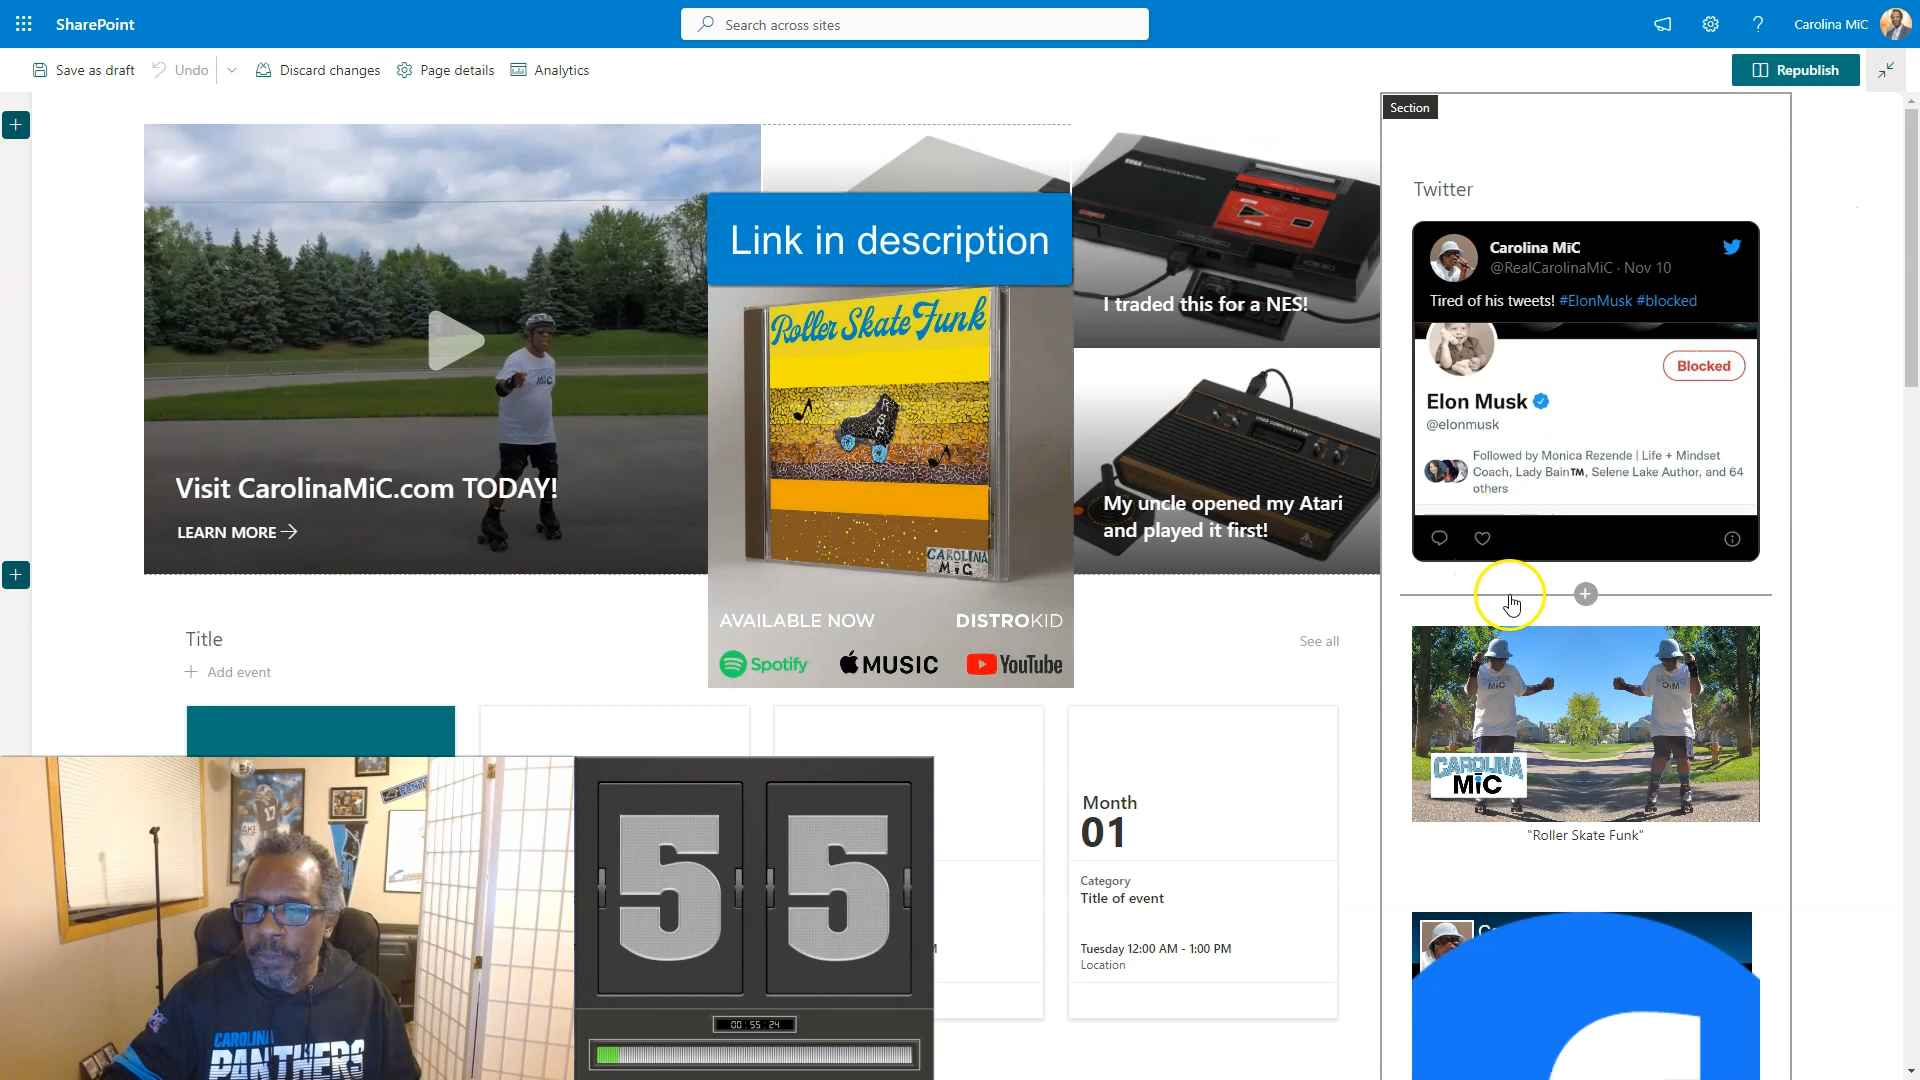 SharePoint
Search across sites
Carolina MīC
Save as draft
Undo
Discard changes
Page details
Analytics
Republish
Section
Twitter
Carolina MīC
@RealCarolinaMiC · Nov 10
Tired of his tweets! #ElonMusk #blocked
Blocked
Elon Musk
@elonmusk
Followed by Monica Rezende | Life + Mindset
Coach, Lady Bain™, Selene Lake Author, and 64
others
Link in description
Roller Skate Funk
RSF
CAROLINA
MiC
AVAILABLE NOW
DISTROKID
Spotify
MUSIC
YouTube
I traded this for a NES!
My uncle opened my Atari
and played it first!
Visit CarolinaMiC.com TODAY!
LEARN MORE
Title
Add event
See all
CAROLINA
MiC
"Roller Skate Funk"
Month
01
Category
Title of event
Tuesday 12:00 AM - 1:00 PM
Location
55
00:55:24
CAROLINA
PANTHERS